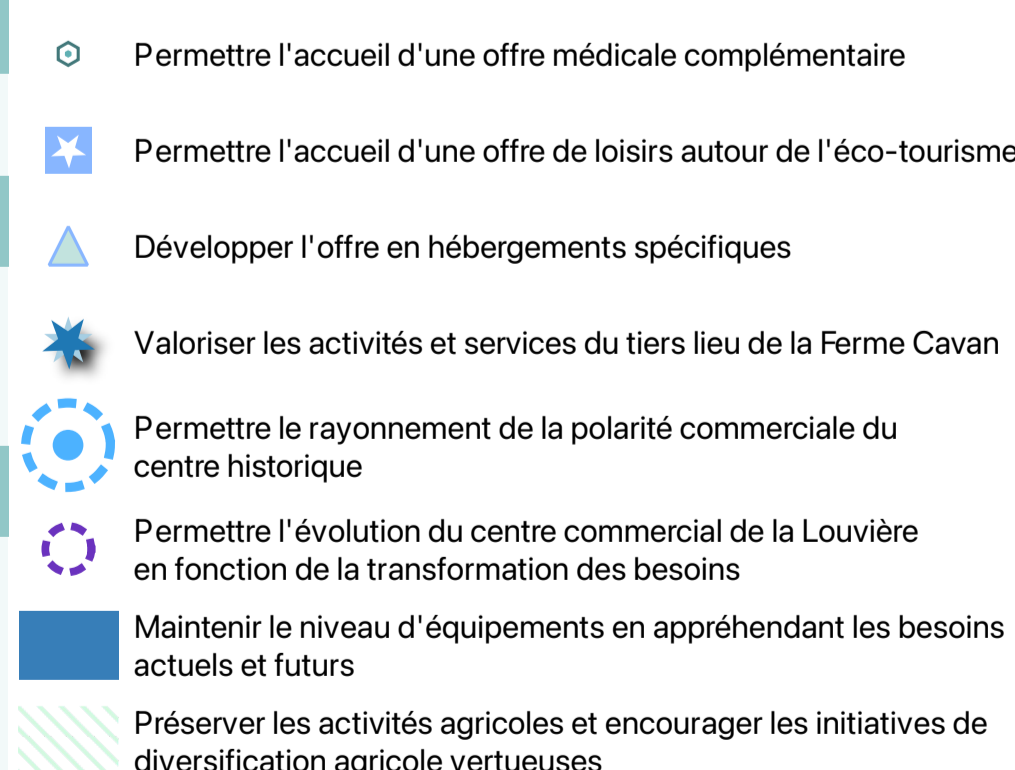 Permettre l'accueil d'une offre médicale complémentaire
Permettre l'accueil d'une offre de loisirs autour de l'éco-tourisme
Développer l'offre en hébergements spécifiques
Valoriser les activités et services du tiers lieu de la Ferme Cavan
Permettre le rayonnement de la polarité commerciale du
centre historique
Permettre l'évolution du centre commercial de la Louvière
en fonction de la transformation des besoins
Maintenir le niveau d'équipements en appréhendant les besoins
actuels et futurs
Préserver les activités agricoles et encourager les initiatives de
diversification agricole vertueuses